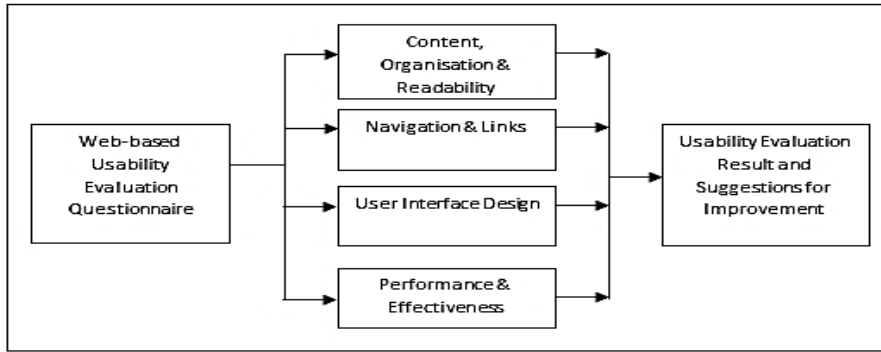 Web-based
Usability
Evaluation
Questionnaire
Content,
Organisation &
Readability
Navigation & Links
User Interface Design
Performance &
Effectiveness
Usability Evaluation
Result and
Suggestions for
Improvement